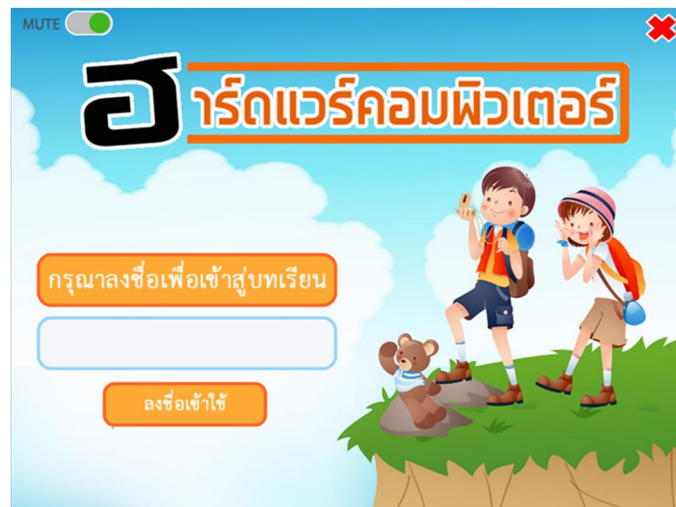 MUTE
ฮาร์ดแวร์คอมพิวเตอร์
กรุณาลงชื่อเพื่อเข้าสู่บทเรียน
ลงชื่อเข้าใช้